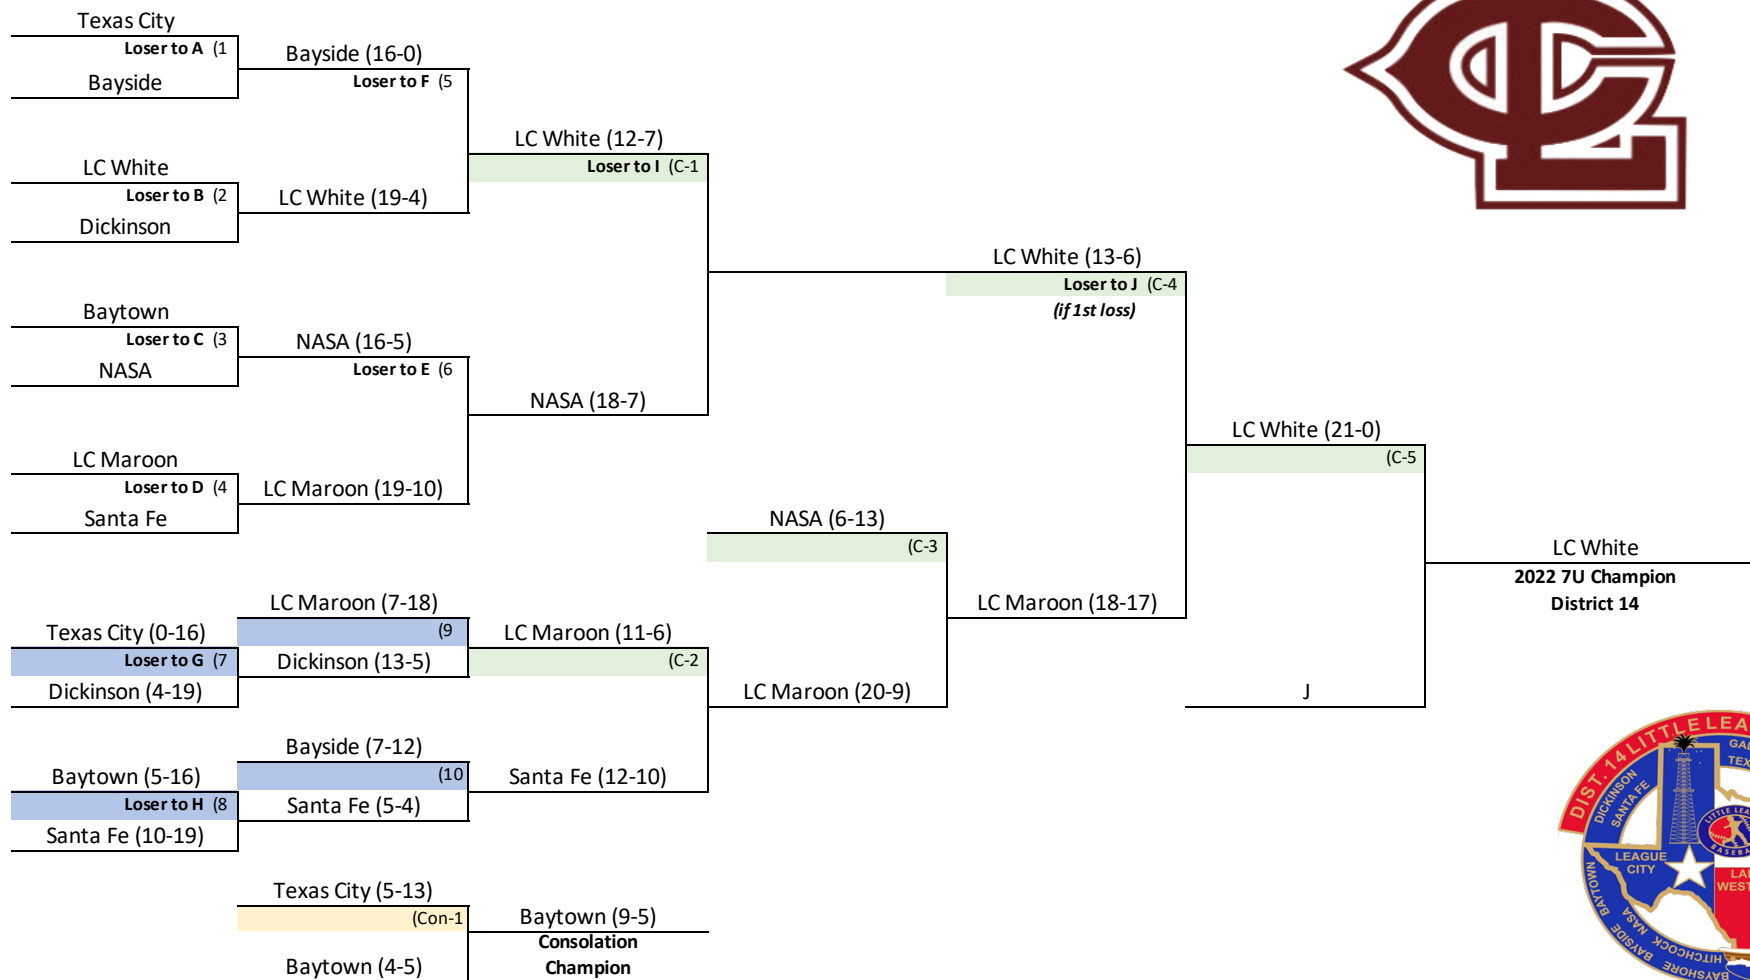 Texas City
Loser to A (1
Bayside
Bayside (16-0)
Loser to F (5
LC White
Loser to B (2
Dickinson
LC White (19-4)
LC White (12-7)
Loser to I (C-1
Baytown
Loser to C (3
NASA
NASA (16-5)
Loser to E (6
LC Maroon
Loser to D (4
Santa Fe
LC Maroon (19-10)
NASA (18-7)
LC White (13-6)
Loser to J (C-4
(if 1st loss)
LC White (21-0)
(C-5
NASA (6-13)
(C-3
LC Maroon (18-17)
LC White
2022 7U Champion
District 14
LC Maroon (7-18)
(9
Texas City (0-16)
Loser to G (7
Dickinson (4-19)
Dickinson (13-5)
LC Maroon (11-6)
(C-2
LC Maroon (20-9)
J
Bayside (7-12)
(10
Baytown (5-16)
Loser to H (8
Santa Fe (10-19)
Santa Fe (5-4)
Santa Fe (12-10)
Texas City (5-13)
(Con-1
Baytown (4-5)
Baytown (9-5)
Consolation
Champion
CL
DIST. 14 LITTLE LEA
DICKINSON
SANTA FE
LEAGUE
CITY
BAYSIDE BAYTOWN
NASA
HITCHCOCK
BAYSHORE